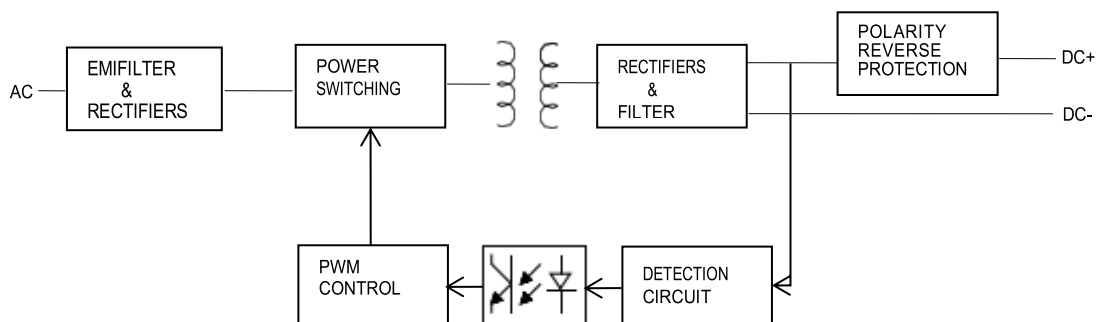 AC
EMIFILTER
&
RECTIFIERS
POWER
SWITCHING
RECTIFIERS
&
FILTER
POLARITY
REVERSE
PROTECTION
DC+
DC-
PWM
CONTROL
DETECTION
CIRCUIT